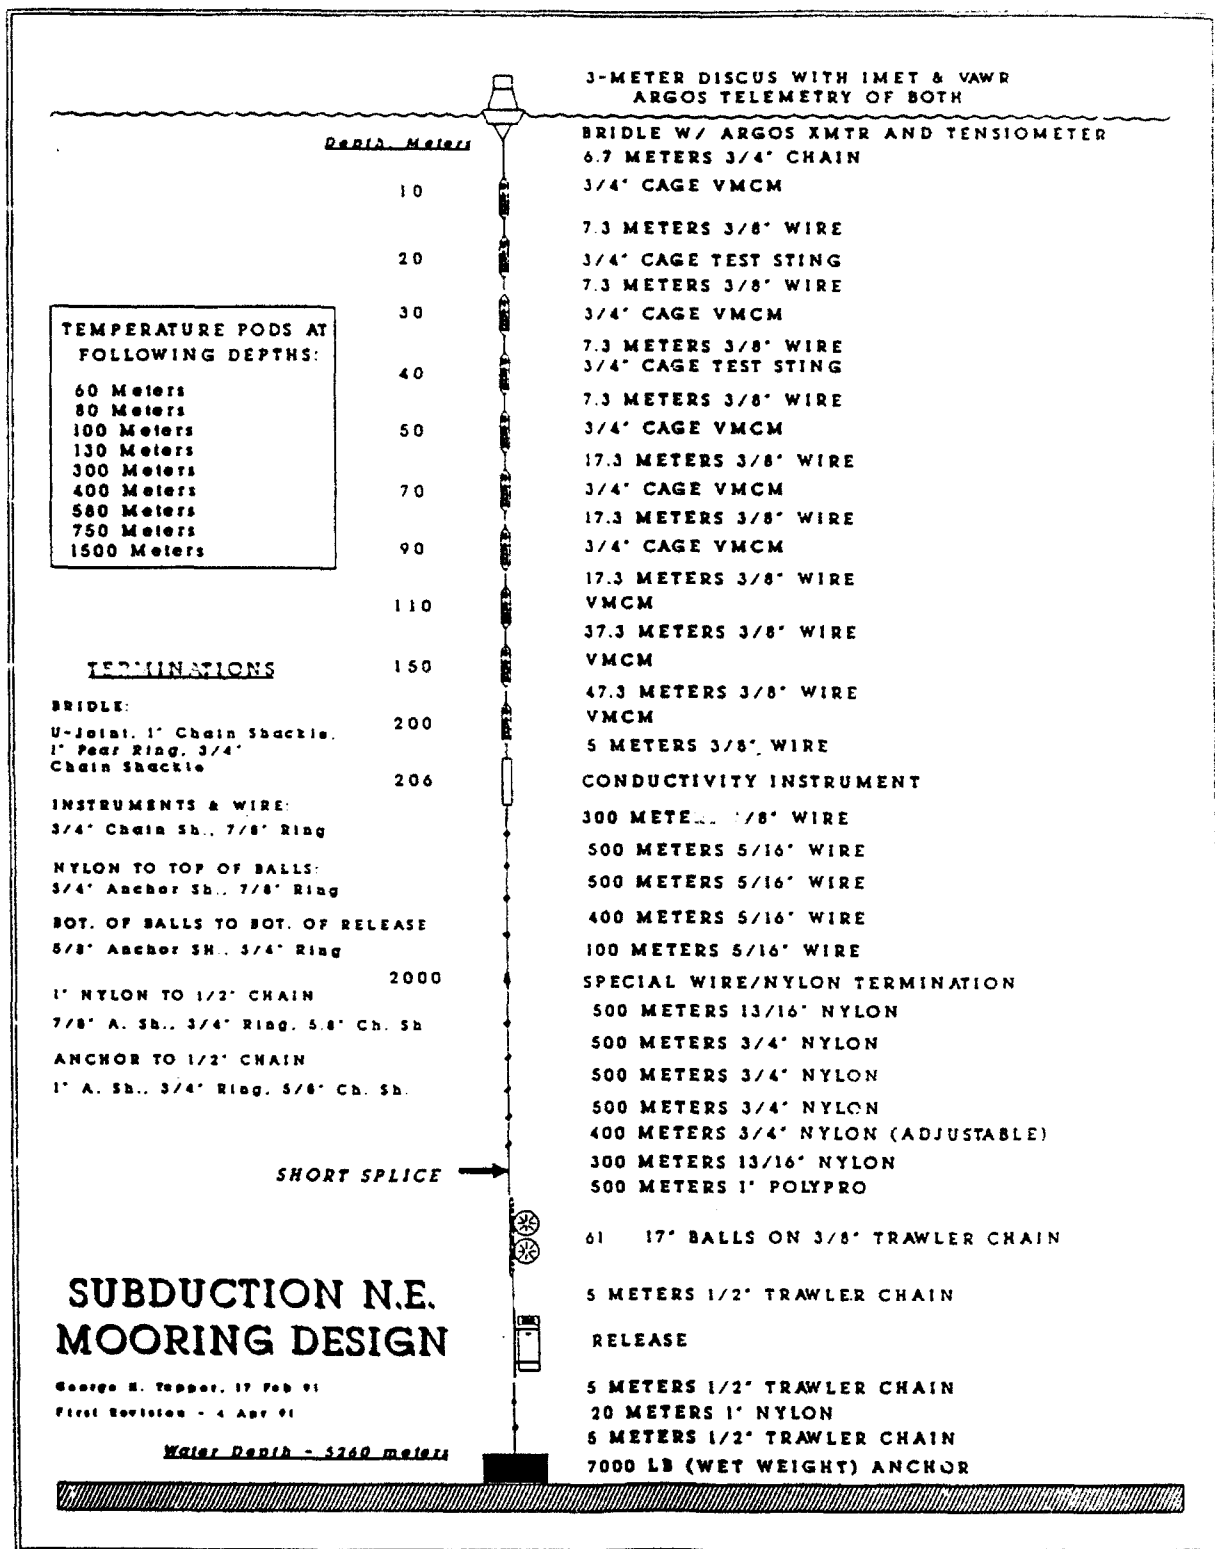 3-METER DISCUS WITH IMET & VAWR
ARGOS TELEMETRY OF BOTH
Depth, Meters
BRIDLE W/ ARGOS XMTR AND TENSIOMETER
6.7 METERS 3/4" CHAIN
10
3/4" CAGE VMCM
7.3 METERS 3/8" WIRE
20
3/4" CAGE TEST STING
7.3 METERS 3/8" WIRE
30
3/4" CAGE VMCM
7.3 METERS 3/8" WIRE
40
3/4" CAGE TEST STING
7.3 METERS 3/8" WIRE
50
3/4" CAGE VMCM
17.3 METERS 3/8" WIRE
70
3/4" CAGE VMCM
17.3 METERS 3/8" WIRE
90
3/4" CAGE VMCM
17.3 METERS 3/8" WIRE
110
VMCM
37.3 METERS 3/8" WIRE
150
VMCM
47.3 METERS 3/8" WIRE
200
VMCM
5 METERS 3/8" WIRE
206
CONDUCTIVITY INSTRUMENT
300 /8" WIRE
500 METERS 5/16" WIRE
500 METERS 5/16" WIRE
400 METERS 5/16" WIRE
100 METERS 5/16" WIRE
2000
SPECIAL WIRE/NYLON TERMINATION
500 METERS 13/16" NYLON
500 METERS 3/4" NYLON
500 METERS 3/4" NYLON
500 METERS 3/4" NYLON
400 METERS 3/4" NYLON (ADJUSTABLE)
300 METERS 13/16" NYLON
SHORT SPLICE
500 METERS 1" POLYPRO
61 17" BALLS ON 3/8" TRAWLER CHAIN
5 METERS 1/2" TRAWLER CHAIN
RELEASE
5 METERS 1/2" TRAWLER CHAIN
20 METERS 1" NYLON
5 METERS 1/2" TRAWLER CHAIN
7000 LB (WET WEIGHT) ANCHOR
TEMPERATURE PODS AT
FOLLOWING DEPTHS:
60 Meters
80 Meters
100 Meters
130 Meters
300 Meters
400 Meters
580 Meters
750 Meters
1500 Meters
TERMINATIONS
BRIDLE:
U-Joint, 1" Chain Shackle,
1" Pear Ring, 3/4"
Chain Shackle
INSTRUMENTS & WIRE:
3/4" Chain Sh., 7/8" Ring
NYLON TO TOP OF BALLS:
3/4" Anchor Sh., 7/8" Ring
BOT. OF BALLS TO BOT. OF RELEASE
5/8" Anchor SH., 3/4" Ring
1" NYLON TO 1/2" CHAIN
7/8" A. Sh., 3/4" Ring, 5.8" Ch. Sh
ANCHOR TO 1/2" CHAIN
1" A. Sh., 3/4" Ring, 5/8" Ch. Sh.
SUBDUCTION N.E.
MOORING DESIGN
George H. Tupper, 17 Feb 91
First Revision - 4 Apr 91
Water Depth - 5260 meters